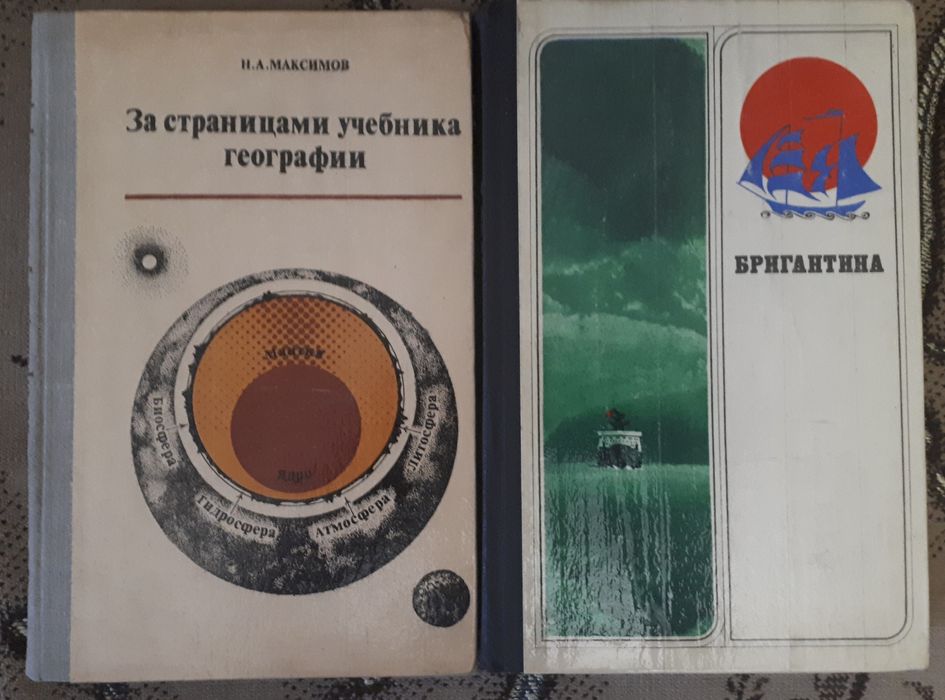 Н.А.МАКСИМОВ
За страницами учебника
географии
Мантия
Ядро
Биосфера
Гидросфера
Атмосфера
Литосфера
БРИГАНТИНА